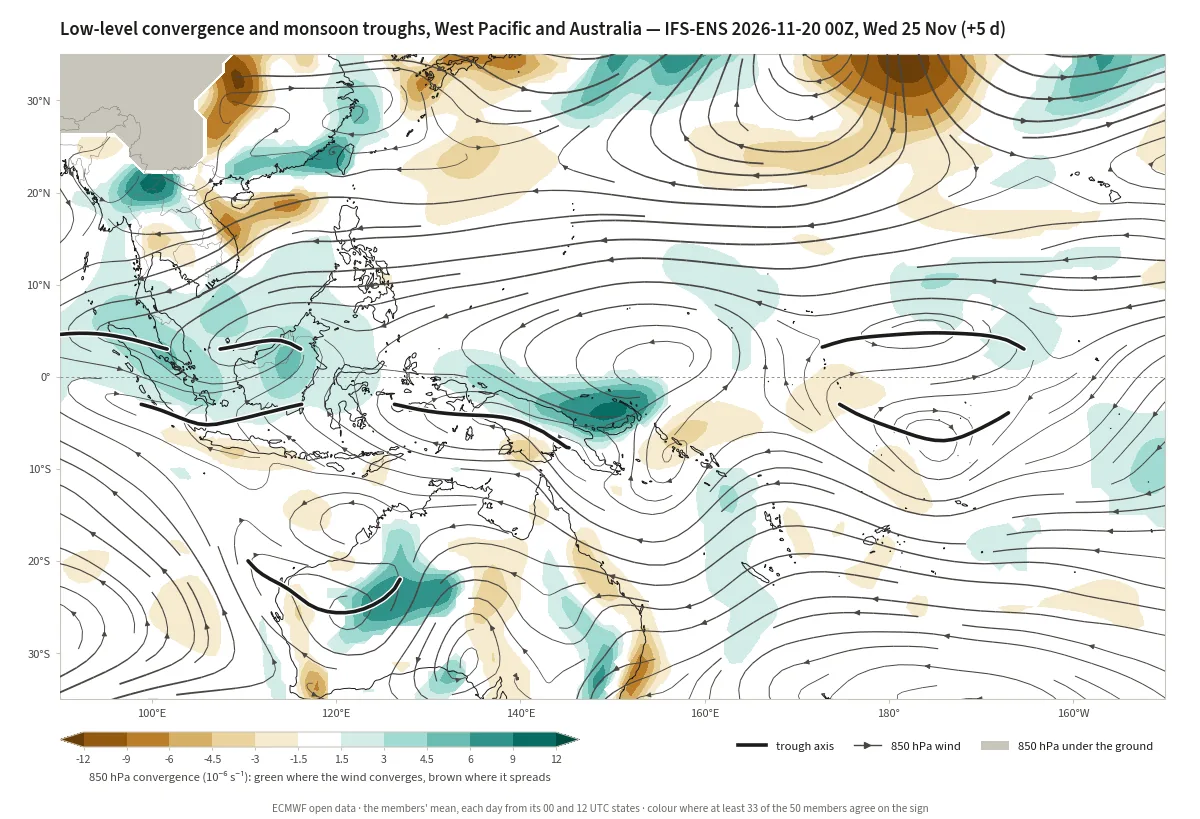 Low-level convergence and monsoon troughs, West Pacific and Australia — IFS-ENS 2026-11-20 00Z, Wed 25 Nov (+5 d)
30°N
20°N
10°N
0°
10°S
20°S
30°S
100°E 120°E 140°E 160°E 180° 160°W
-12 -9 -6 -4.5 -3 -1.5 1.5 3 4.5 6 9 12
850 hPa convergence (10⁻⁶ s⁻¹): green where the wind converges, brown where it spreads
trough axis 850 hPa wind 850 hPa under the ground
ECMWF open data · the members' mean, each day from its 00 and 12 UTC states · colour where at least 33 of the 50 members agree on the sign